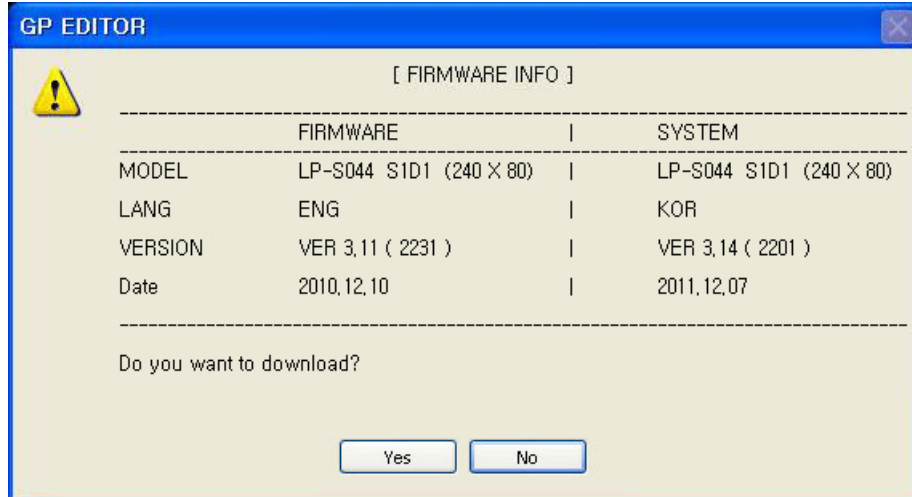 GP EDITOR
[ FIRMWARE INFO ]
--------------------------------------------------------------------------------
FIRMWARE | SYSTEM
--------------------------------------------------------------------------------
MODEL LP-S044 S1D1 (240 X 80) | LP-S044 S1D1 (240 X 80)
LANG ENG | KOR
VERSION VER 3,11 ( 2231 ) | VER 3,14 ( 2201 )
Date 2010,12,10 | 2011,12,07
--------------------------------------------------------------------------------
Do you want to download?
Yes No